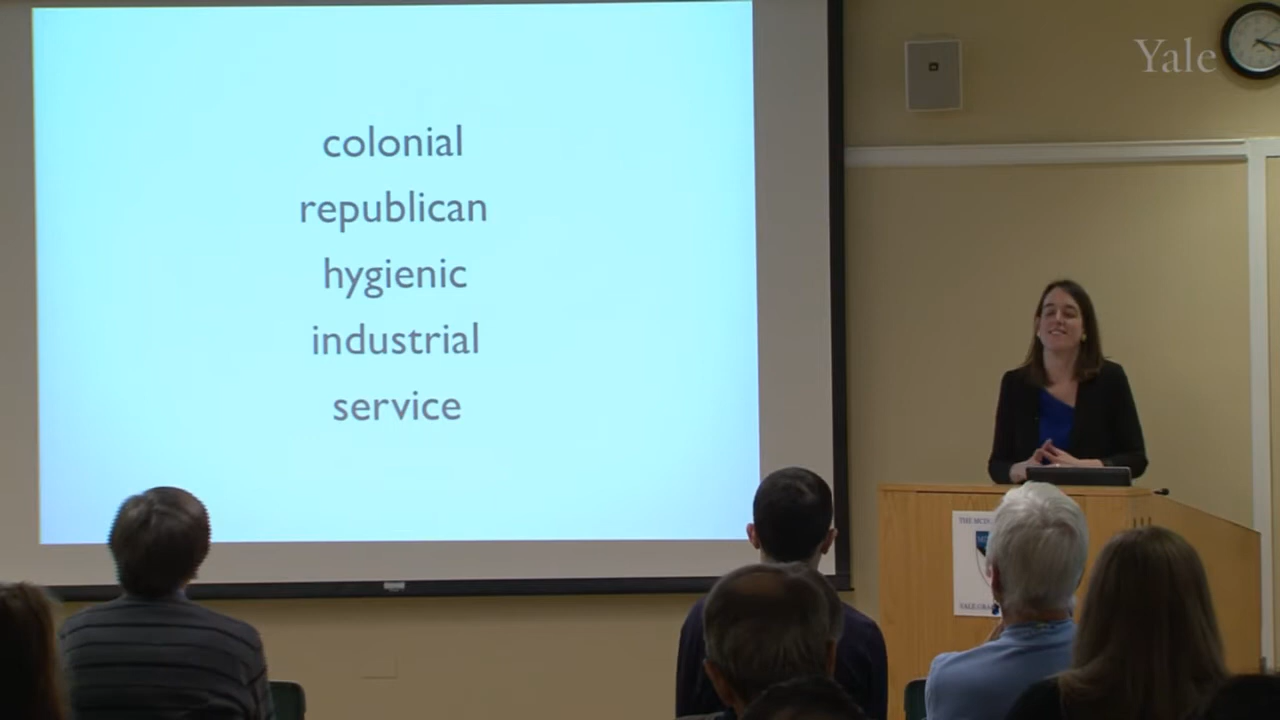 colonial
republican
hygienic
industrial
service
Yale